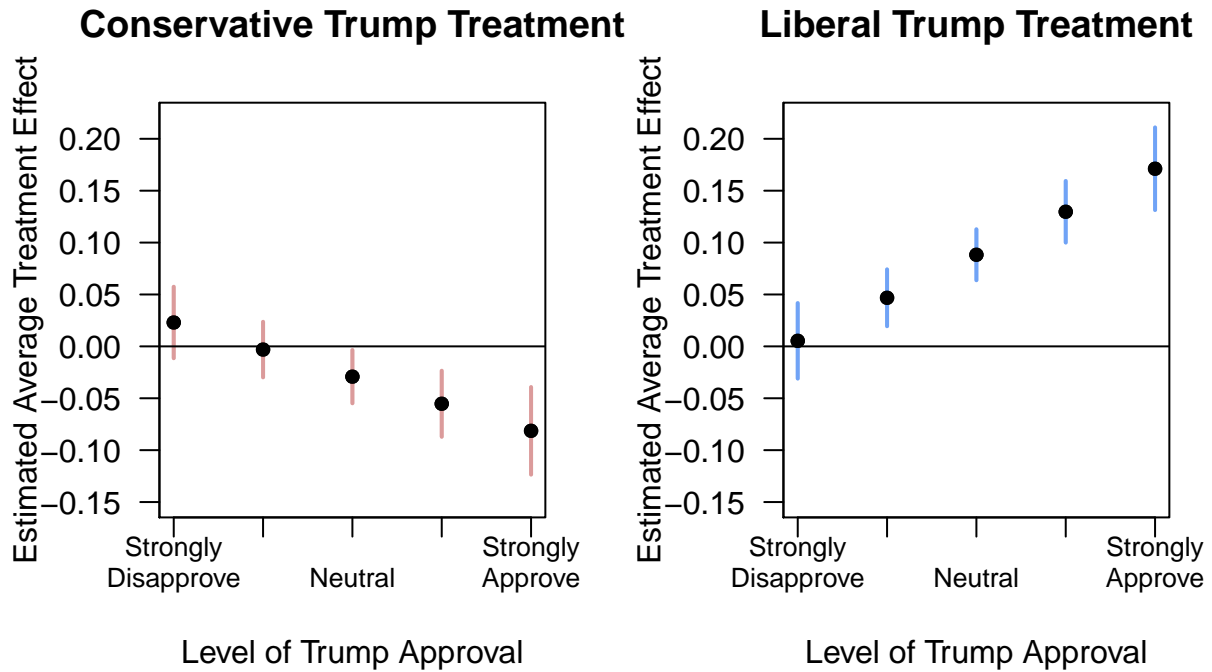 Conservative Trump Treatment
Estimated Average Treatment Effect
0.20
0.15
0.10
0.05
0.00
−0.05
−0.10
−0.15
Strongly
Disapprove
Neutral
Strongly
Approve
Level of Trump Approval
Liberal Trump Treatment
Estimated Average Treatment Effect
0.20
0.15
0.10
0.05
0.00
−0.05
−0.10
−0.15
Strongly
Disapprove
Neutral
Strongly
Approve
Level of Trump Approval